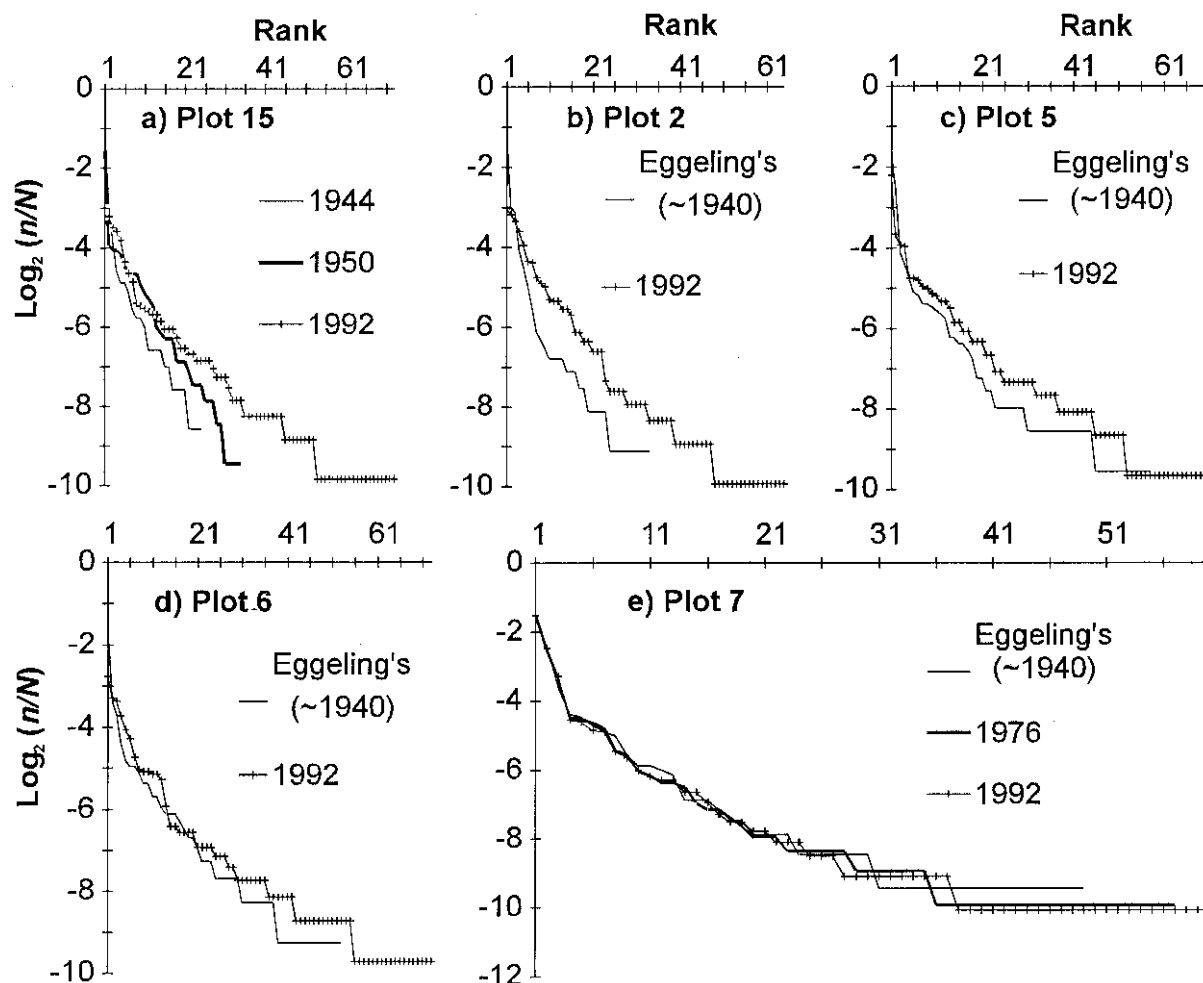 Rank
1 21 41 61
0
-2
-4
-6
-8
-10
Log₂ (n/N)
a) Plot 15
1944
1950
1992
Rank
1 21 41 61
0
-2
-4
-6
-8
-10
b) Plot 2
Eggeling's
(~1940)
1992
Rank
1 21 41 61
0
-2
-4
-6
-8
-10
c) Plot 5
Eggeling's
(~1940)
1992
1 21 41 61
0
-2
-4
-6
-8
-10
Log₂ (n/N)
d) Plot 6
Eggeling's
(~1940)
1992
1 11 21 31 41 51
0
-2
-4
-6
-8
-10
-12
e) Plot 7
Eggeling's
(~1940)
1976
1992